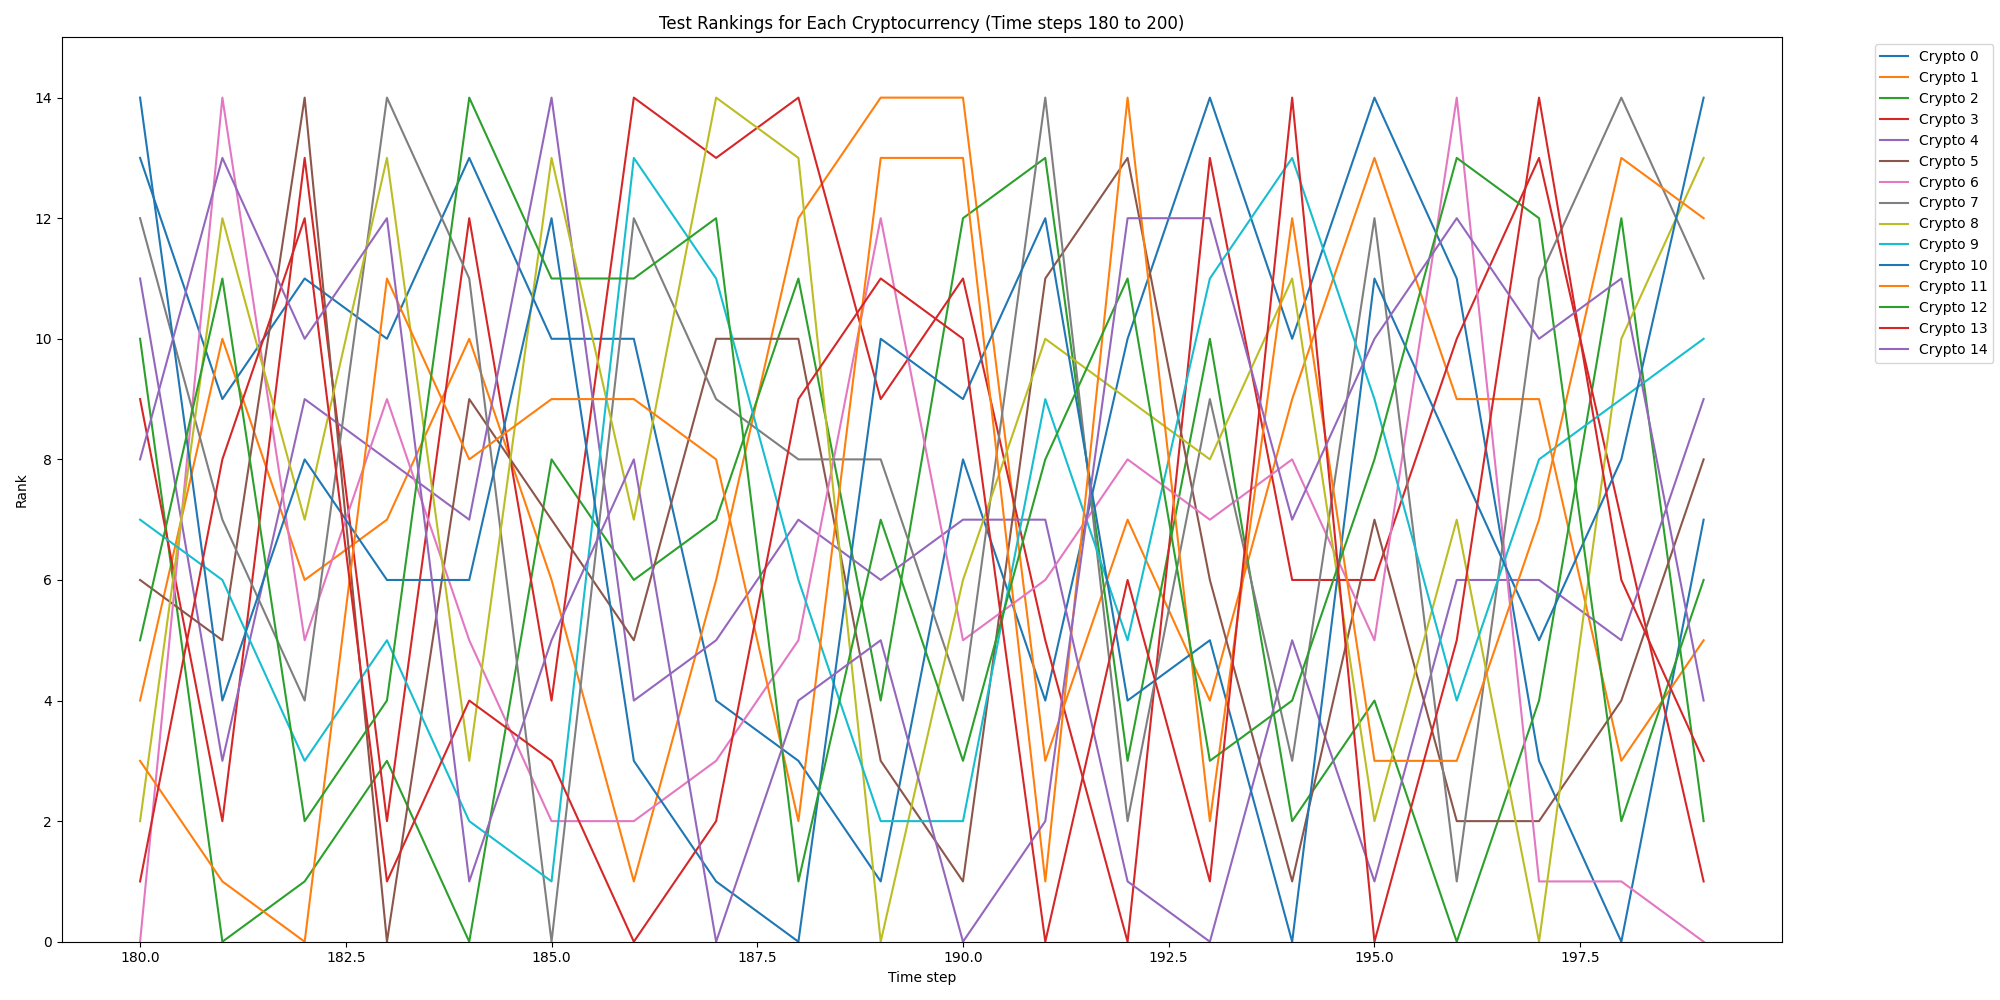 Test Rankings for Each Cryptocurrency (Time steps 180 to 200)
Crypto 0
Crypto 1
Crypto 2
Crypto 3
Crypto 4
Crypto 5
Crypto 6
Crypto 7
Crypto 8
Crypto 9
Crypto 10
Crypto 11
Crypto 12
Crypto 13
Crypto 14
Rank
14
12
10
8
6
4
2
0
180.0 182.5 185.0 187.5 190.0 192.5 195.0 197.5
Time step